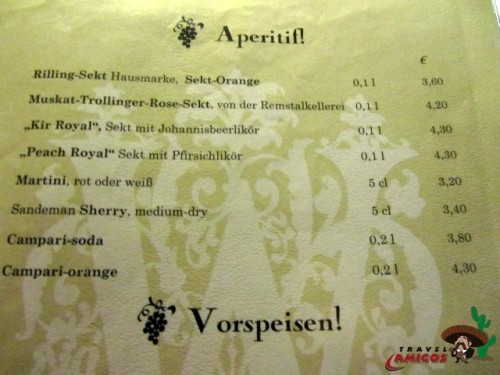 Aperitif!
€
Rilling-Sekt Hausmarke, Sekt-Orange 0,1 l 3,60
Muskat-Trollinger-Rose-Sekt, von der Remstalkellerei 0,1 l 4,20
„Kir Royal“, Sekt mit Johannisbeerlikör 0,1 l 4,30
„Peach Royal“ Sekt mit Pfirsichlikör 0,1 l 4,30
Martini, rot oder weiß 5 cl 3,20
Sandeman Sherry, medium-dry 5 cl 3,40
Campari-soda 0,2 l 3,80
Campari-orange 0,2 l 4,30
Vorspeisen!
TRAVEL
AMIGOS